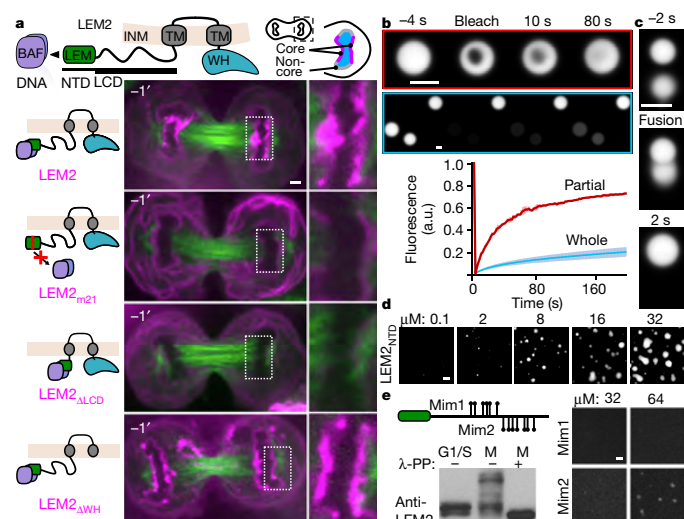 a
LEM2
INM
TM
TM
BAF
LEM
WH
DNA
NTD
LCD
Core
Non-
core
−1′
LEM2
−1′
LEM2m21
−1′
LEM2ΔLCD
−1′
LEM2ΔWH
b
−4 s
Bleach
10 s
80 s
Fluorescence
(a.u.)
1.0
0.8
0.6
0.4
0.2
Partial
Whole
0
80
160
Time (s)
c
−2 s
Fusion
2 s
d
μM: 0.1
2
8
16
32
LEM2NTD
e
Mim1
Mim2
G1/S
M
M
λ-PP:
−
−
+
Anti-
LEM2
μM: 32
64
Mim1
Mim2